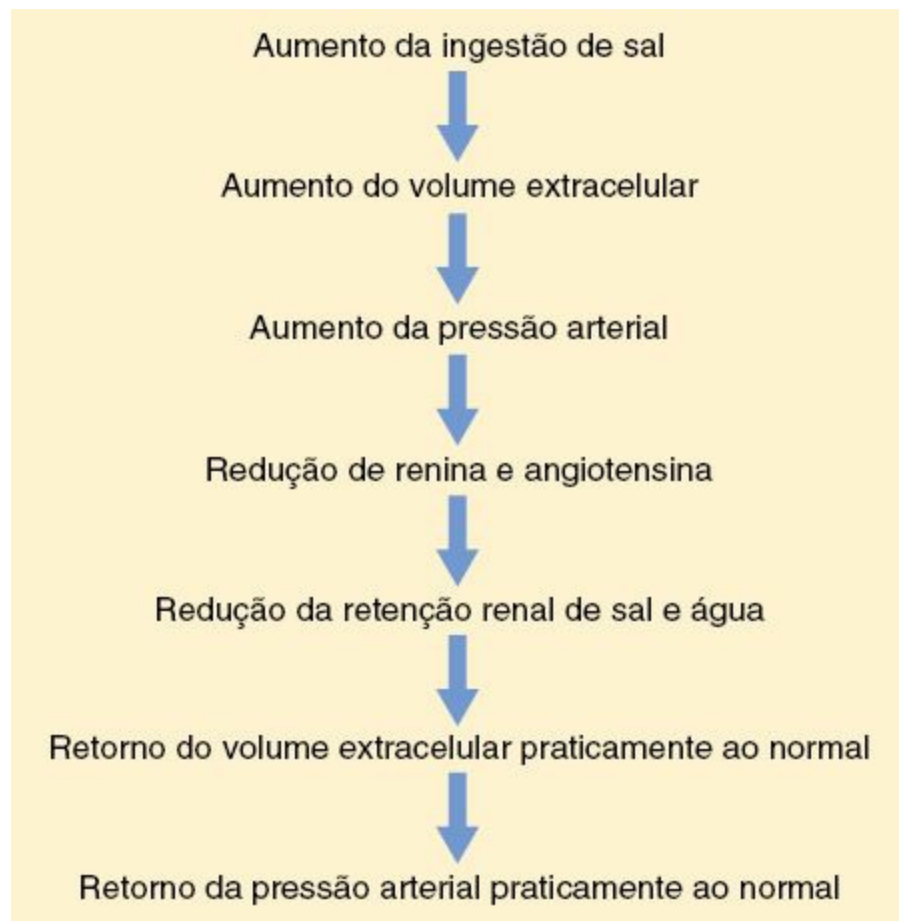 Aumento da ingestão de sal
Aumento do volume extracelular
Aumento da pressão arterial
Redução de renina e angiotensina
Redução da retenção renal de sal e água
Retorno do volume extracelular praticamente ao normal
Retorno da pressão arterial praticamente ao normal